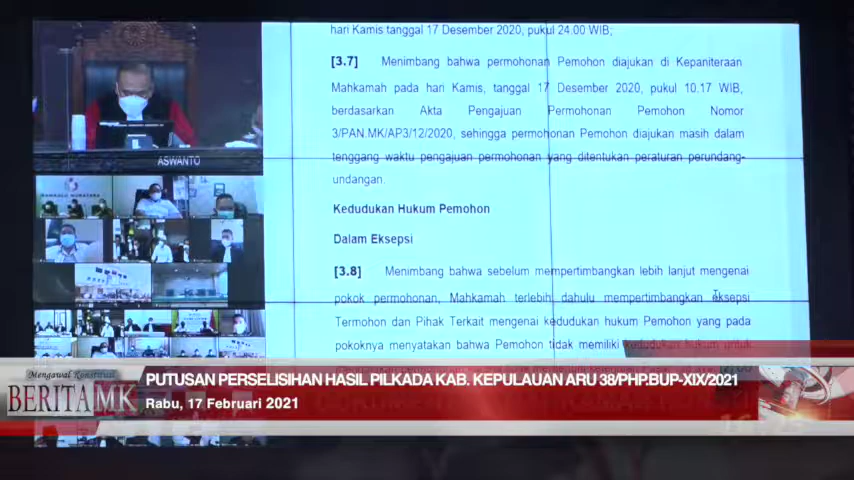 hari Kamis tanggal 17 Desember 2020, pukul 24.00 WIB;
[3.7] Menimbang bahwa permohonan Pemohon diajukan di Kepaniteraan
Mahkamah pada hari Kamis, tanggal 17 Desember 2020, pukul 10.17 WIB,
berdasarkan Akta Pengajuan Permohonan Pemohon Nomor
3/PAN.MK/AP3/12/2020, sehingga permohonan Pemohon diajukan masih dalam
tenggang waktu pengajuan permohonan yang ditentukan peraturan perundang-
undangan.
Kedudukan Hukum Pemohon
Dalam Eksepsi
[3.8] Menimbang bahwa sebelum mempertimbangkan lebih lanjut mengenai
pokok permohonan, Mahkamah terlebih dahulu mempertimbangkan eksepsi
Termohon dan Pihak Terkait mengenai kedudukan hukum Pemohon yang pada
pokoknya menyatakan bahwa Pemohon tidak memiliki kedudukan hukum untuk
ASWANTO
Mengawal Konstitusi
BERITA MK
PUTUSAN PERSELISIHAN HASIL PILKADA KAB. KEPULAUAN ARU 38/PHP.BUP-XIX/2021
Rabu, 17 Februari 2021